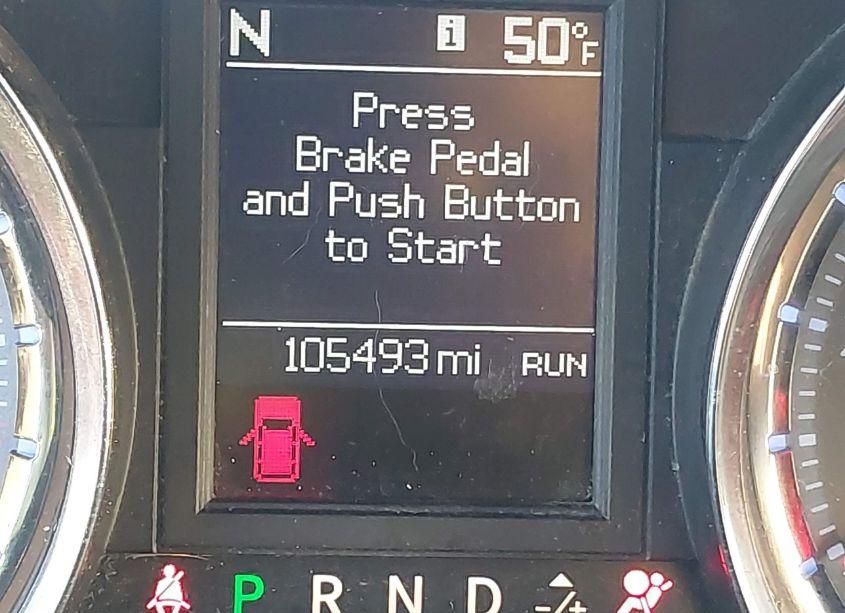 N i 50°F
Press
Brake Pedal
and Push Button
to Start
105493 mi RUN
P R N D -/+